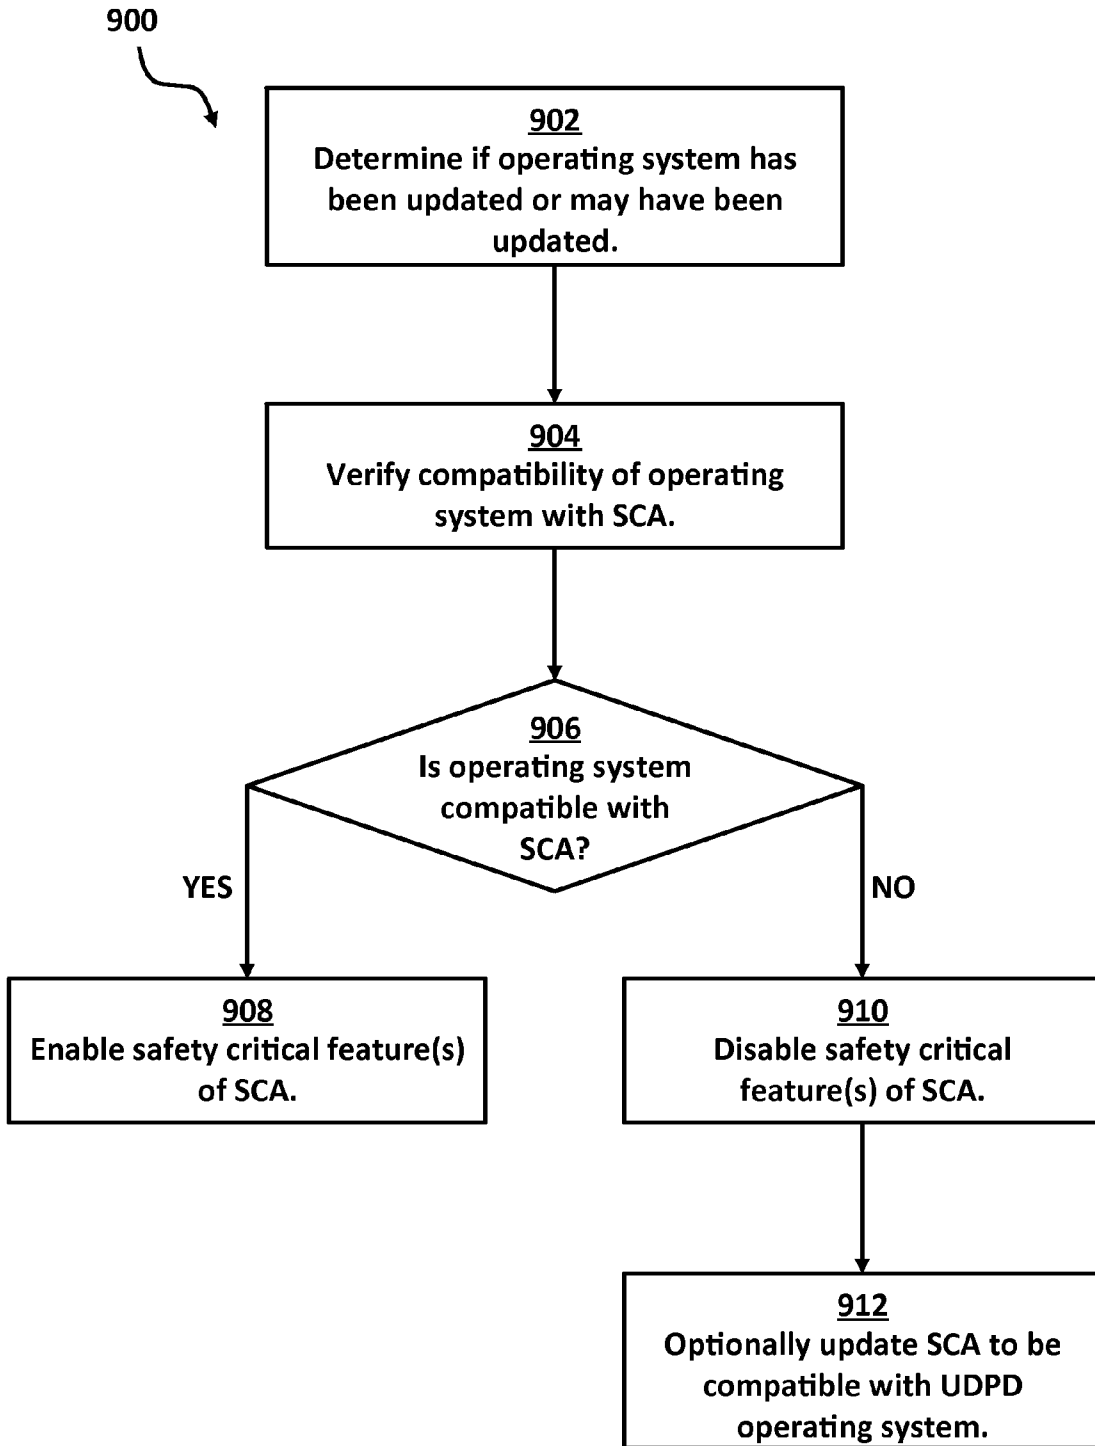 900
902
Determine if operating system has
been updated or may have been
updated.
904
Verify compatibility of operating
system with SCA.
906
Is operating system
compatible with
SCA?
YES
NO
908
Enable safety critical feature(s)
of SCA.
910
Disable safety critical
feature(s) of SCA.
912
Optionally update SCA to be
compatible with UDPD
operating system.